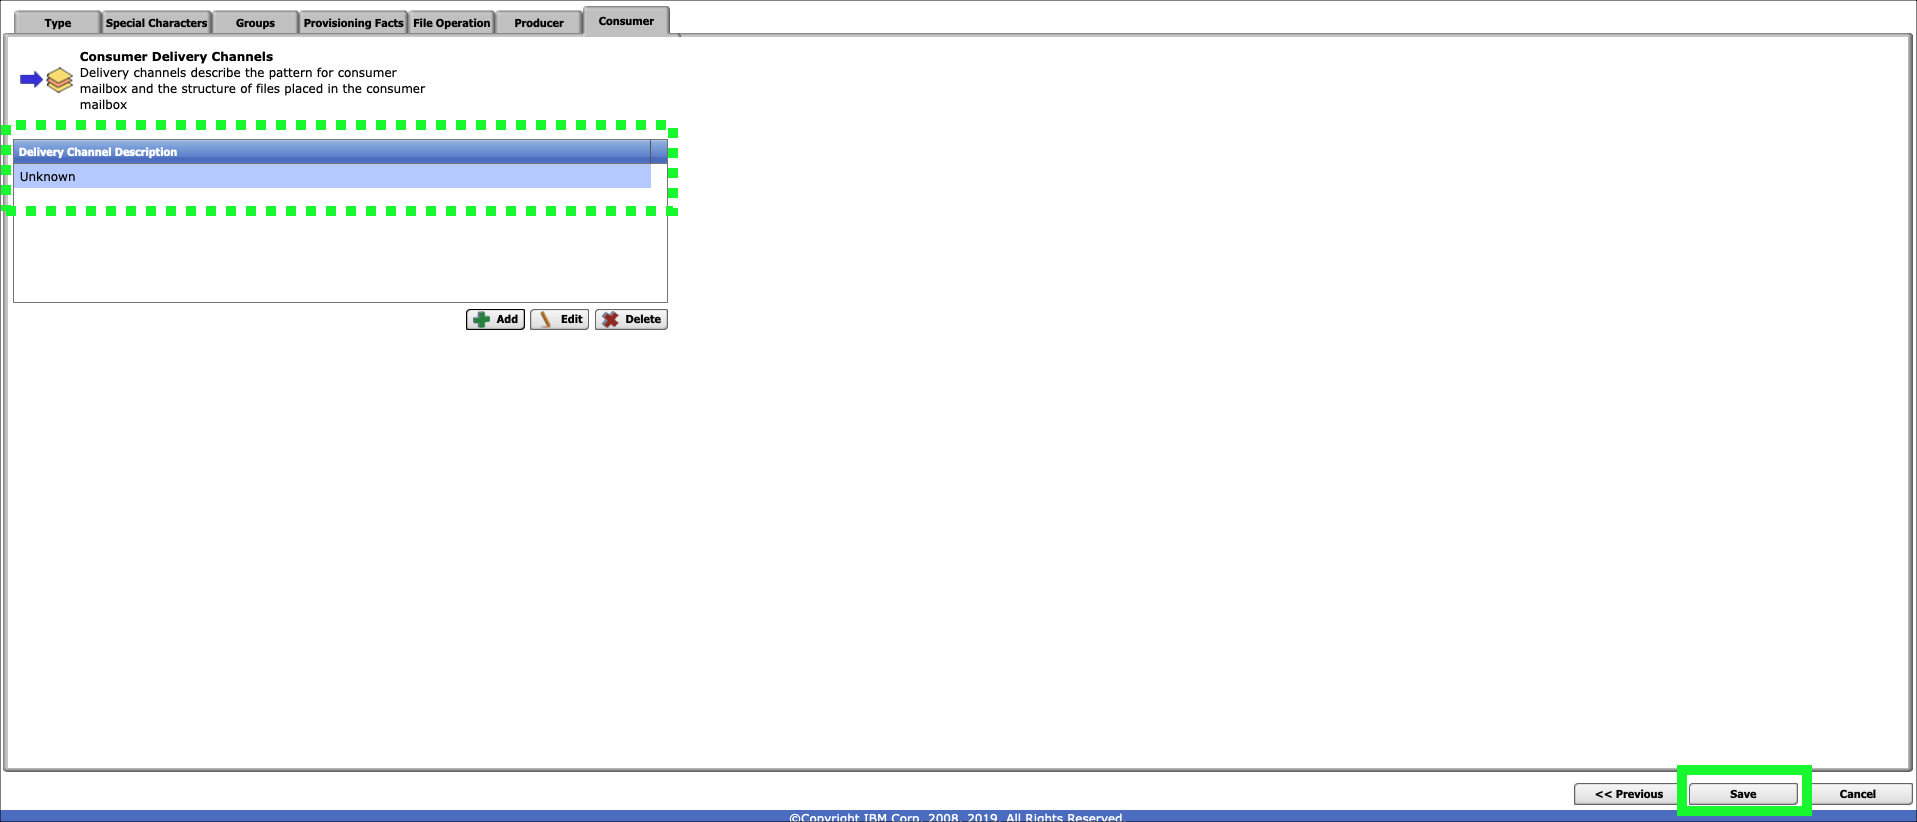 Type Special Characters Groups Provisioning Facts File Operation Producer Consumer
Consumer Delivery Channels
Delivery channels describe the pattern for consumer
mailbox and the structure of files placed in the consumer
mailbox
Delivery Channel Description
Unknown
Add Edit Delete
<< Previous Save Cancel
©Copyright IBM Corp. 2008, 2019. All Rights Reserved.